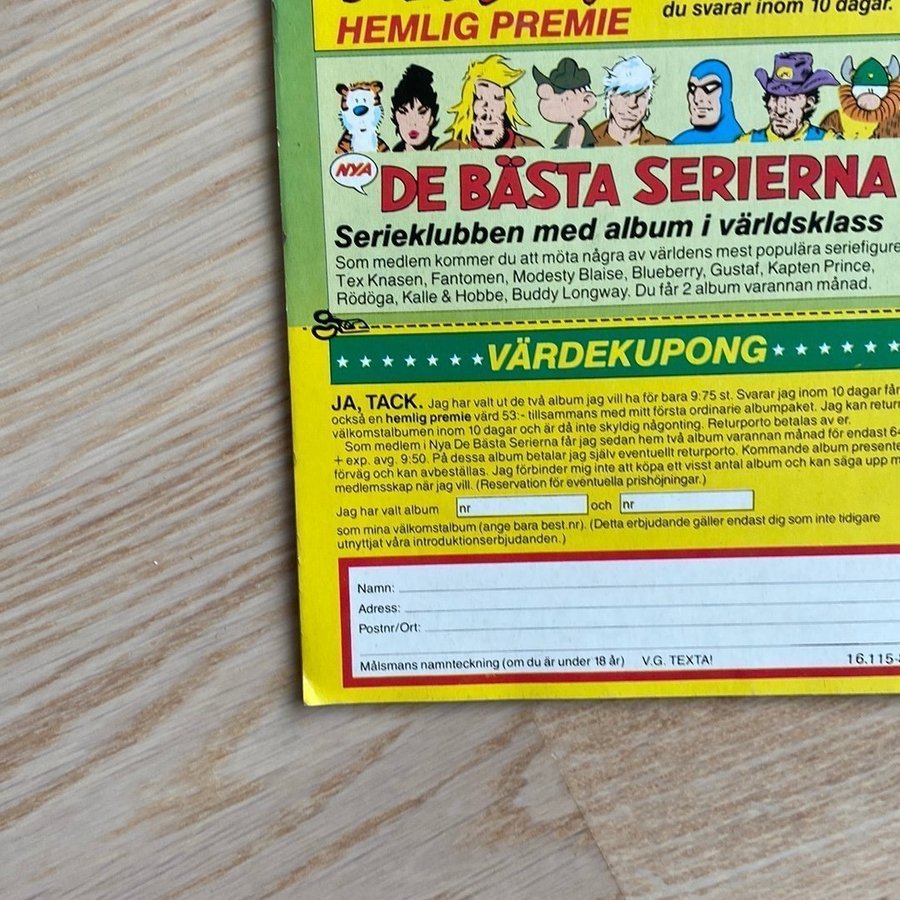 du svarar inom 10 dagar.
HEMLIG PREMIE
NYA
DE BÄSTA SERIERNA
Serieklubben med album i världsklass
Som medlem kommer du att möta några av världens mest populära seriefigure
Tex Knasen, Fantomen, Modesty Blaise, Blueberry, Gustaf, Kapten Prince,
Rödöga, Kalle & Hobbe, Buddy Longway. Du får 2 album varannan månad.
VÄRDEKUPONG
JA, TACK. Jag har valt ut de två album jag vill ha för bara 9:75 st. Svarar jag inom 10 dagar får
också en hemlig premie värd 53:- tillsammans med mitt första ordinarie albumpaket. Jag kan return
välkomstalbumen inom 10 dagar och är då inte skyldig någonting. Returporto betalas av er.
Som medlem i Nya De Bästa Serierna får jag sedan hem två album varannan månad för endast 64
+ exp. avg. 9:50. På dessa album betalar jag själv eventuellt returporto. Kommande album presente
förväg och kan avbeställas. Jag förbinder mig inte att köpa ett visst antal album och kan säga upp m
medlemsskap när jag vill. (Reservation för eventuella prishöjningar.)
Jag har valt album nr och nr
som mina välkomstalbum (ange bara best.nr). (Detta erbjudande gäller endast dig som inte tidigare
utnyttjat våra introduktionserbjudanden.)
Namn:
Adress:
Postnr/Ort:
Målsmans namnteckning (om du är under 18 år) V.G. TEXTA! 16.115-